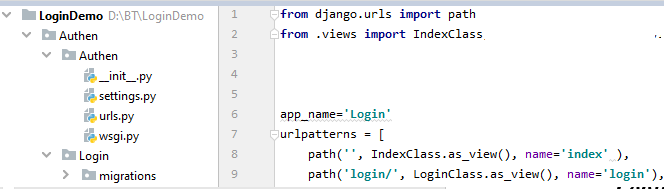 LoginDemo D:\BT\LoginDemo
Authen
Authen
__init__.py
settings.py
urls.py
wsgi.py
Login
migrations
1 from django.urls import path
2 from .views import IndexClass
3
4
5
6 app_name='Login'
7 urlpatterns = [
8 path('', IndexClass.as_view(), name='index' ),
9 path('login/', LoginClass.as_view(), name='login'),